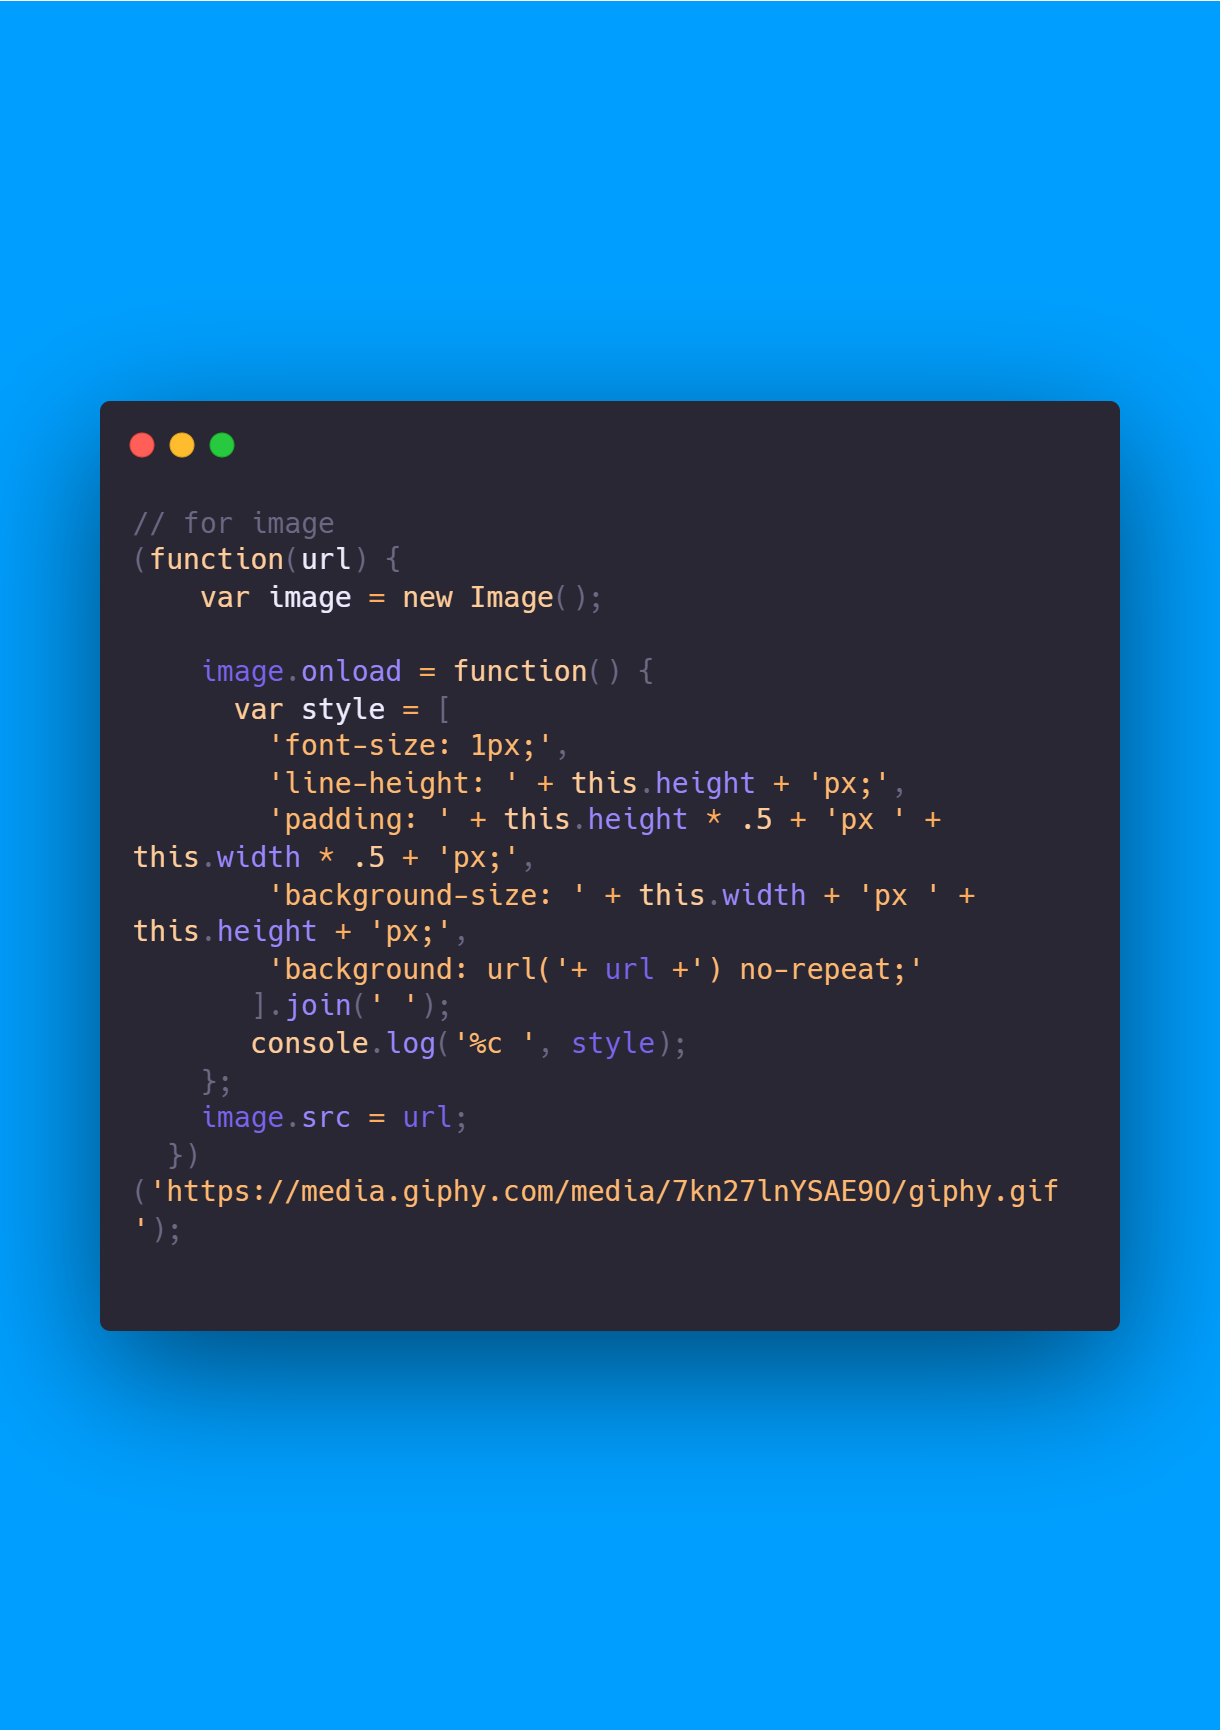 // for image
(function(url) {
    var image = new Image();

    image.onload = function() {
      var style = [
        'font-size: 1px;',
        'line-height: ' + this.height + 'px;',
        'padding: ' + this.height * .5 + 'px ' +
this.width * .5 + 'px;',
        'background-size: ' + this.width + 'px ' +
this.height + 'px;',
        'background: url('+ url +') no-repeat;'
       ].join(' ');
       console.log('%c ', style);
    };
    image.src = url;
  })
('https://media.giphy.com/media/7kn27lnYSAE9O/giphy.gif
');